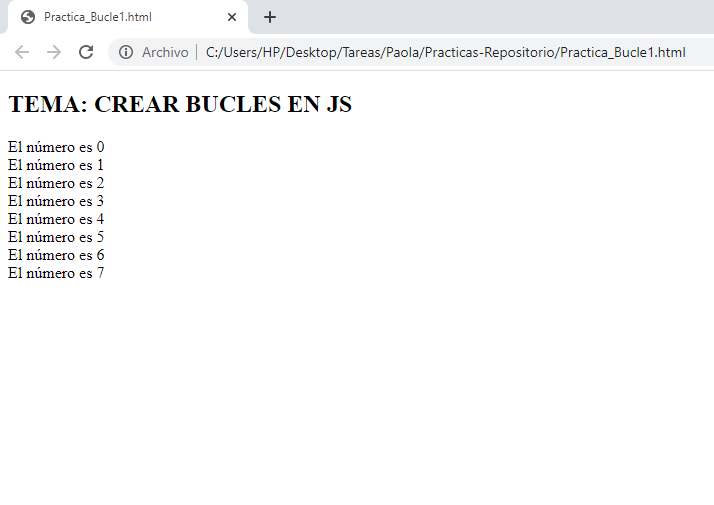 Practica_Bucle1.html
Archivo | C:/Users/HP/Desktop/Tareas/Paola/Practicas-Repositorio/Practica_Bucle1.html
TEMA: CREAR BUCLES EN JS
El número es 0
El número es 1
El número es 2
El número es 3
El número es 4
El número es 5
El número es 6
El número es 7